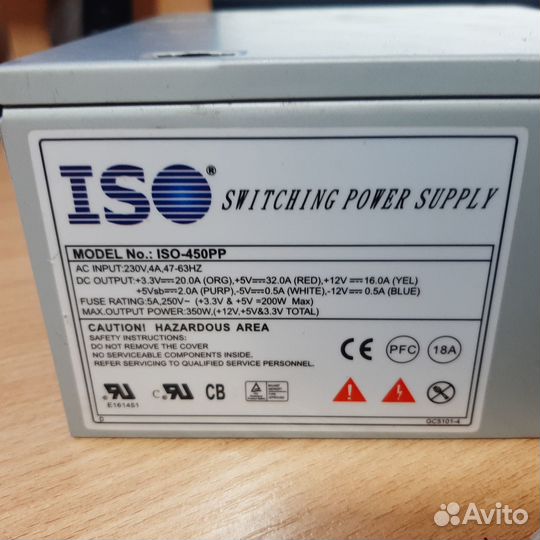 ISO®
SWITCHING POWER SUPPLY
MODEL No.: ISO-450PP
AC INPUT:230V,4A,47-63HZ
DC OUTPUT:+3.3V⎓20.0A (ORG),+5V⎓32.0A (RED),+12V⎓16.0A (YEL)
+5Vsb⎓2.0A (PURP),-5V⎓0.5A (WHITE),-12V⎓0.5A (BLUE)
FUSE RATING:5A,250V~ (+3.3V & +5V =200W Max)
MAX.OUTPUT POWER:350W,(+12V,+5V&3.3V TOTAL)
CAUTION! HAZARDOUS AREA
SAFETY INSTRUCTIONS:
DO NOT REMOVE THE COVER
NO SERVICEABLE COMPONENTS INSIDE.
REFER SERVICING TO QUALIFIED SERVICE PERSONNEL.
CE PFC 18A
E161451
CB
D
GC5101-4
Avito